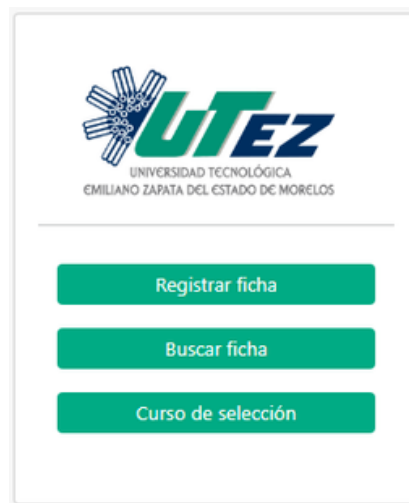 UTEZ
UNIVERSIDAD TECNOLÓGICA
EMILIANO ZAPATA DEL ESTADO DE MORELOS
Registrar ficha
Buscar ficha
Curso de selección